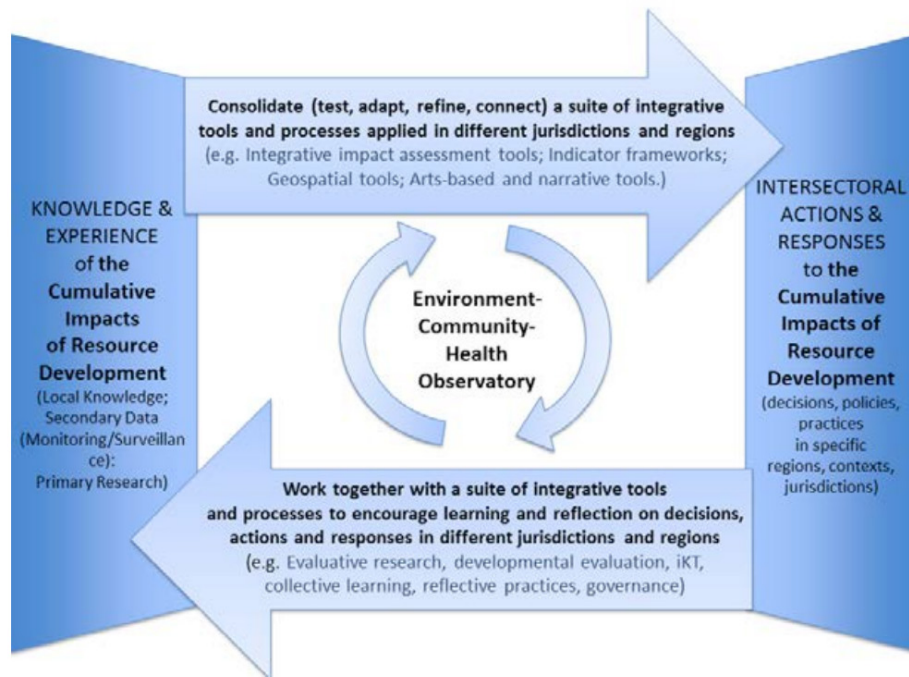 Consolidate (test, adapt, refine, connect) a suite of integrative
tools and processes applied in different jurisdictions and regions
(e.g. Integrative impact assessment tools; Indicator frameworks;
Geospatial tools; Arts-based and narrative tools.)
KNOWLEDGE &
EXPERIENCE
of the
Cumulative
Impacts
of Resource
Development
(Local Knowledge;
Secondary Data
(Monitoring/Surveillan
ce):
Primary Research)
Environment-
Community-
Health
Observatory
INTERSECTORAL
ACTIONS &
RESPONSES
to the
Cumulative
Impacts of
Resource
Development
(decisions, policies,
practices
in specific
regions, contexts,
jurisdictions)
Work together with a suite of integrative tools
and processes to encourage learning and reflection on decisions,
actions and responses in different jurisdictions and regions
(e.g. Evaluative research, developmental evaluation, iKT,
collective learning, reflective practices, governance)